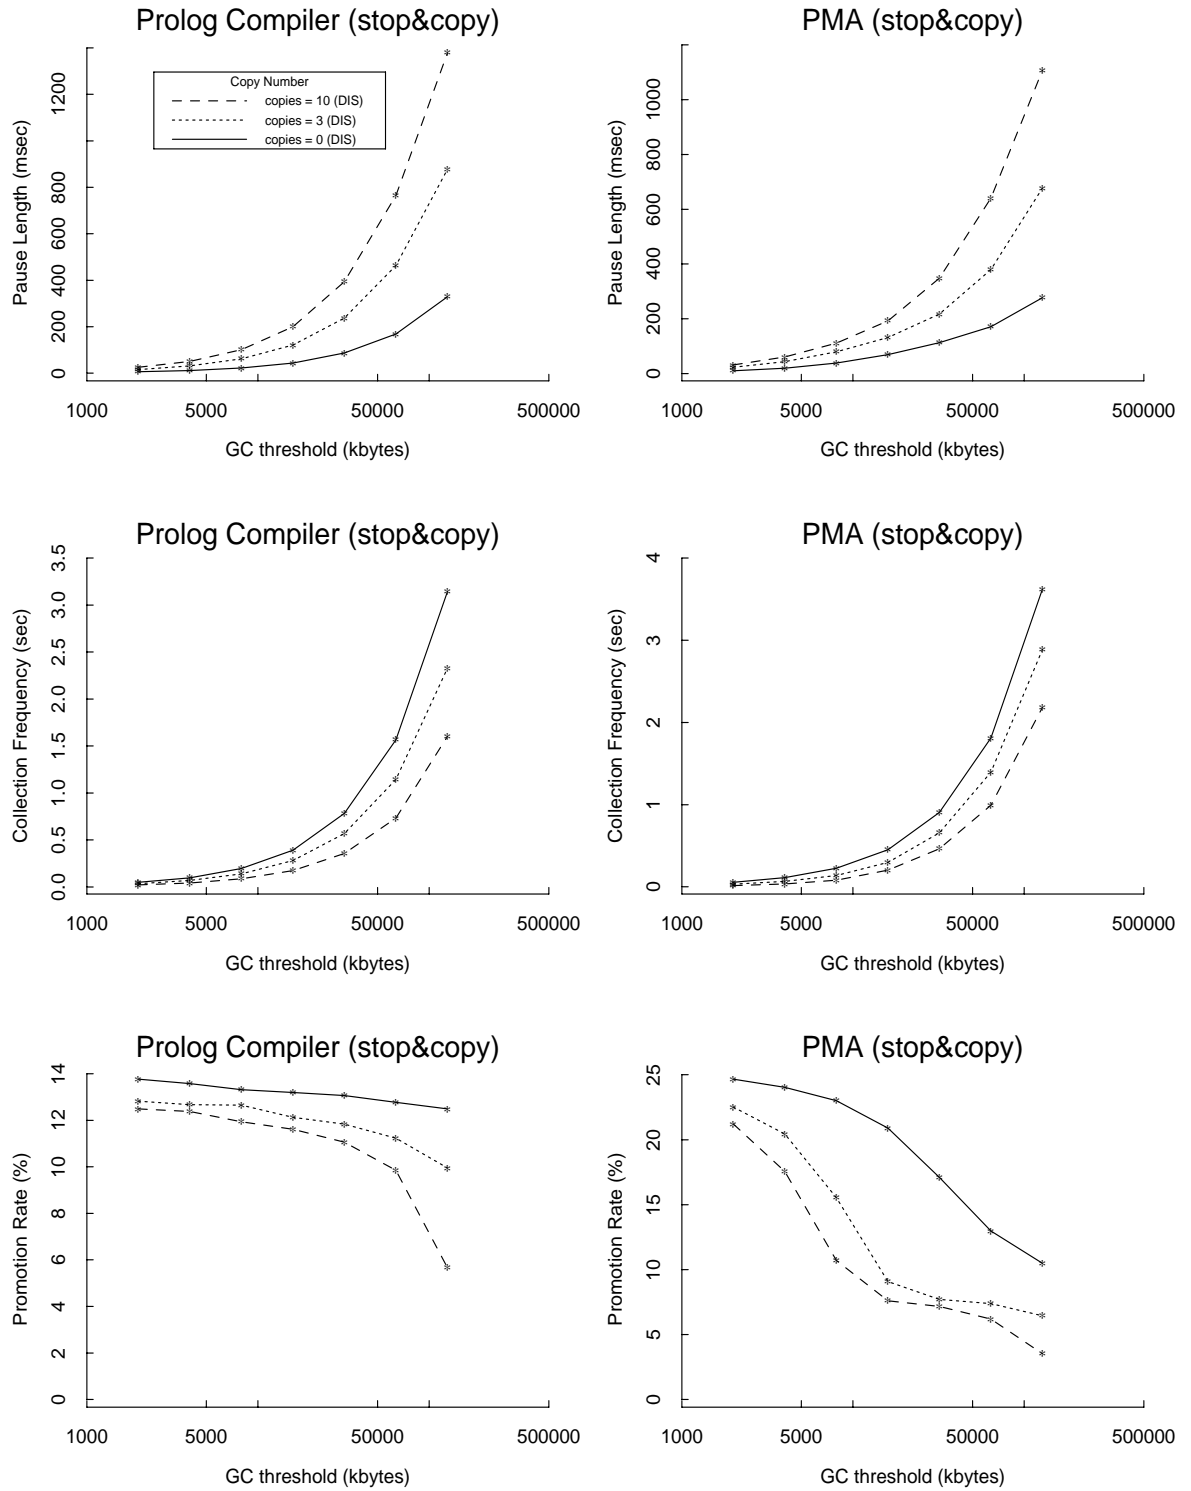 Prolog Compiler (stop&copy)
Pause Length (msec)
0 200 400 600 800 1200
Copy Number
copies = 10 (DIS)
copies = 3 (DIS)
copies = 0 (DIS)
1000 5000 50000 500000
GC threshold (kbytes)
PMA (stop&copy)
Pause Length (msec)
0 200 400 600 800 1000
1000 5000 50000 500000
GC threshold (kbytes)
Prolog Compiler (stop&copy)
Collection Frequency (sec)
0.0 0.5 1.0 1.5 2.0 2.5 3.0 3.5
1000 5000 50000 500000
GC threshold (kbytes)
PMA (stop&copy)
Collection Frequency (sec)
0 1 2 3 4
1000 5000 50000 500000
GC threshold (kbytes)
Prolog Compiler (stop&copy)
Promotion Rate (%)
0 2 4 6 8 10 12 14
1000 5000 50000 500000
GC threshold (kbytes)
PMA (stop&copy)
Promotion Rate (%)
0 5 10 15 20 25
1000 5000 50000 500000
GC threshold (kbytes)